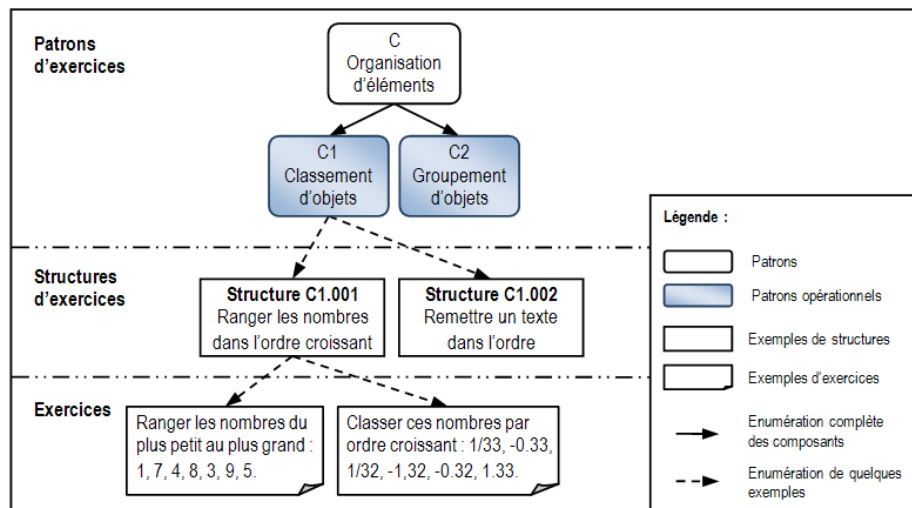 Patrons
d'exercices
C
Organisation
d'éléments
C1
Classement
d'objets
C2
Groupement
d'objets
Structures
d'exercices
Structure C1.001
Ranger les nombres
dans l'ordre croissant
Structure C1.002
Remettre un texte
dans l'ordre
Exercices
Ranger les nombres du
plus petit au plus grand :
1, 7, 4, 8, 3, 9, 5.
Classer ces nombres par
ordre croissant : 1/33, -0.33,
1/32, -1,32, -0.32, 1.33.
Légende :
Patrons
Patrons opérationnels
Exemples de structures
Exemples d'exercices
Enumération complète
des composants
Enumération de quelques
exemples